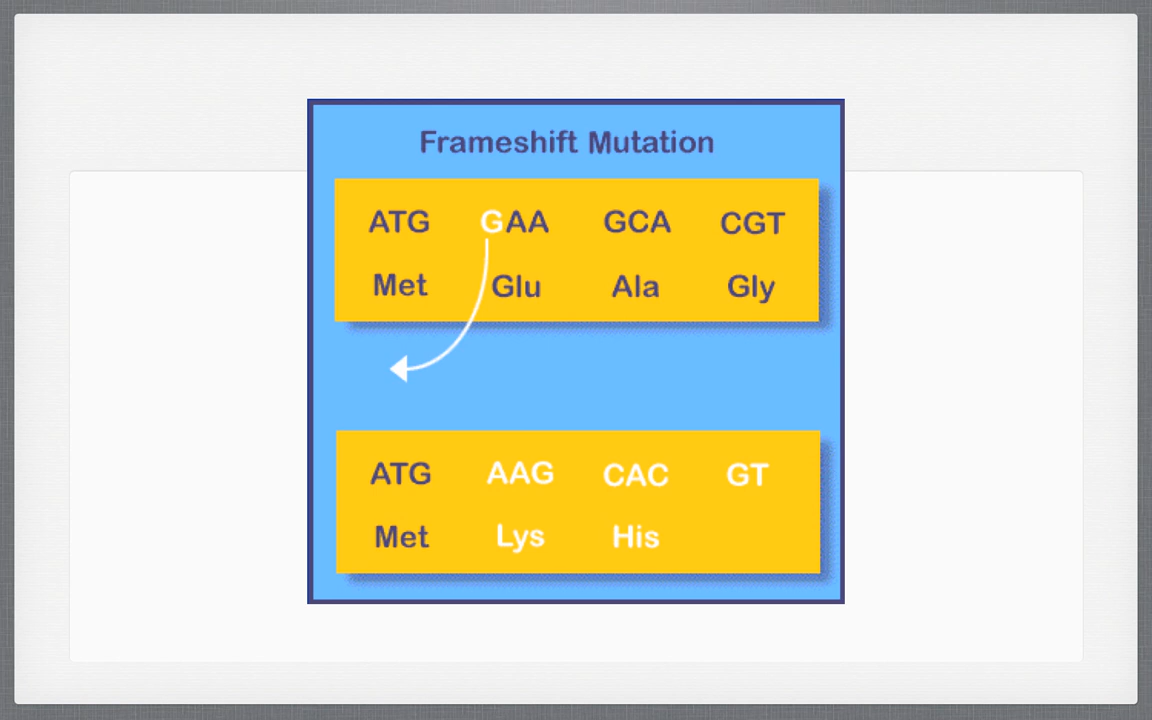 Frameshift Mutation
ATG GAA GCA CGT
Met Glu Ala Gly
ATG AAG CAC GT
Met Lys His